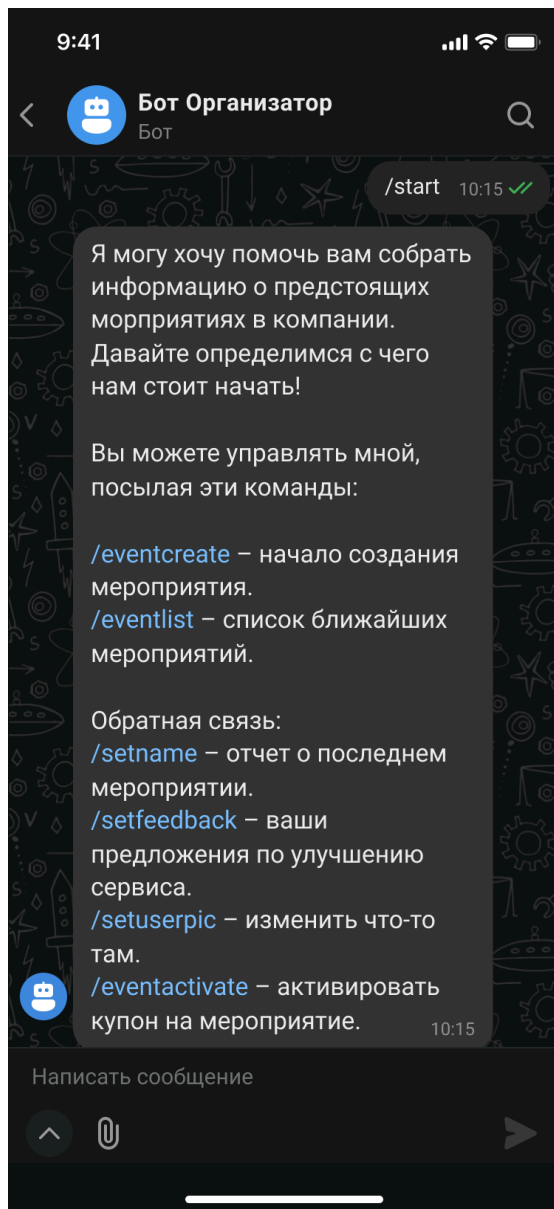 9:41
Бот Организатор
Бот
/start 10:15
Я могу хочу помочь вам собрать
информацию о предстоящих
морприятиях в компании.
Давайте определимся с чего
нам стоит начать!
Вы можете управлять мной,
посылая эти команды:
/eventcreate – начало создания
мероприятия.
/eventlist – список ближайших
мероприятий.
Обратная связь:
/setname – отчет о последнем
мероприятии.
/setfeedback – ваши
предложения по улучшению
сервиса.
/setuserpic – изменить что-то
там.
/eventactivate – активировать
купон на мероприятие. 10:15
Написать сообщение